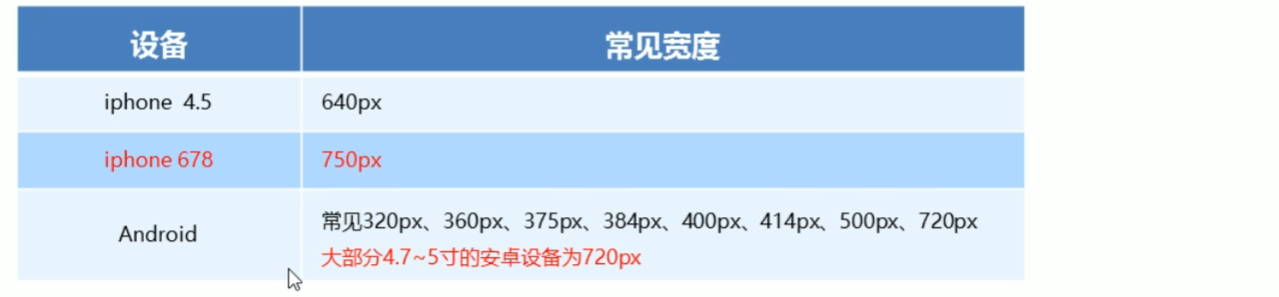 设备 常见宽度
iphone 4.5 640px
iphone 678 750px
Android 常见320px、360px、375px、384px、400px、414px、500px、720px
大部分4.7~5寸的安卓设备为720px